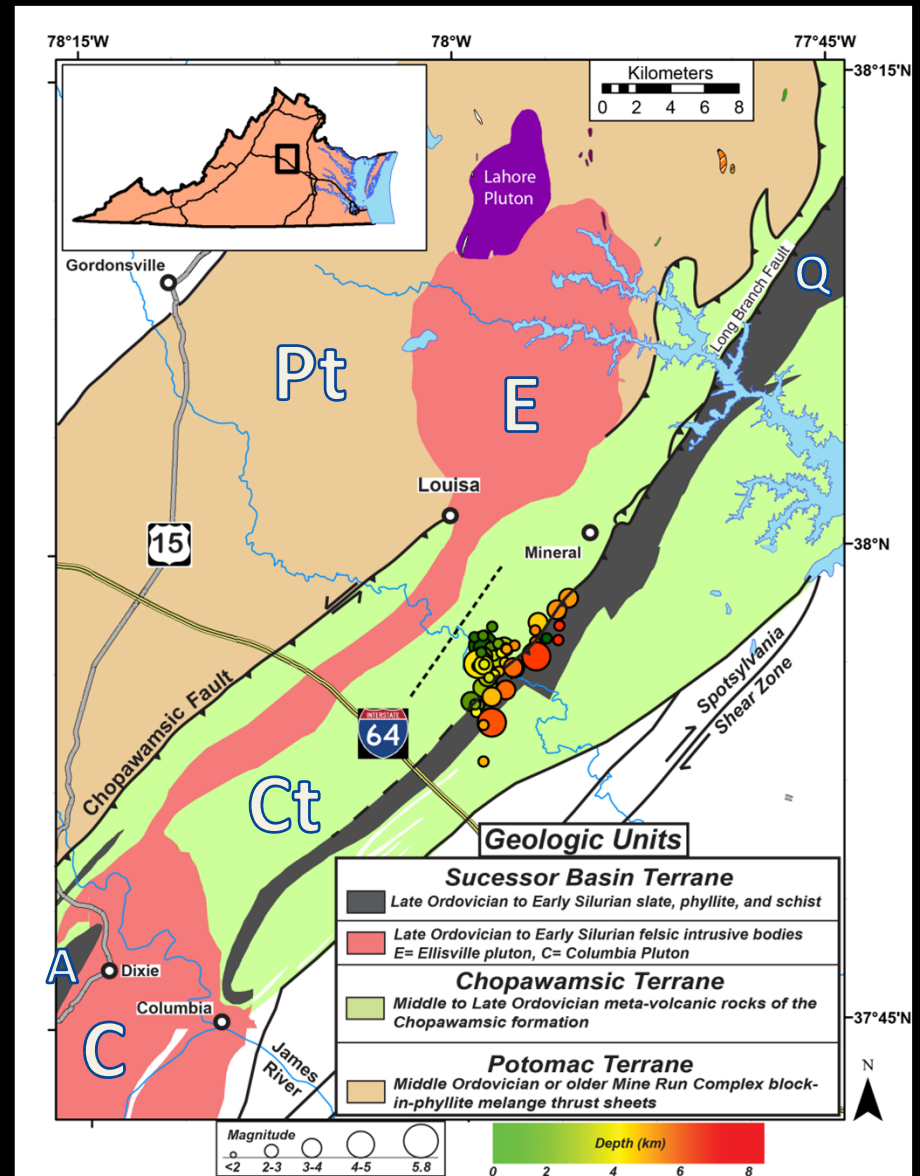 78°15'W
78°W
77°45'W
38°15'N
Kilometers
0 2 4 6 8
Lahore
Pluton
Gordonsville
Long Branch Fault
Q
Pt
E
Louisa
15
Mineral
38°N
Chopawamsic Fault
Spotsylvania
Shear Zone
INTERSTATE
64
Ct
A
Dixie
Columbia
C
James
River
37°45'N
N
Geologic Units
Sucessor Basin Terrane
Late Ordovician to Early Silurian slate, phyllite, and schist
Late Ordovician to Early Silurian felsic intrusive bodies
E= Ellisville pluton, C= Columbia Pluton
Chopawamsic Terrane
Middle to Late Ordovician meta-volcanic rocks of the
Chopawamsic formation
Potomac Terrane
Middle Ordovician or older Mine Run Complex block-
in-phyllite melange thrust sheets
Magnitude
<2 2-3 3-4 4-5 5.8
Depth (km)
0 2 4 6 8